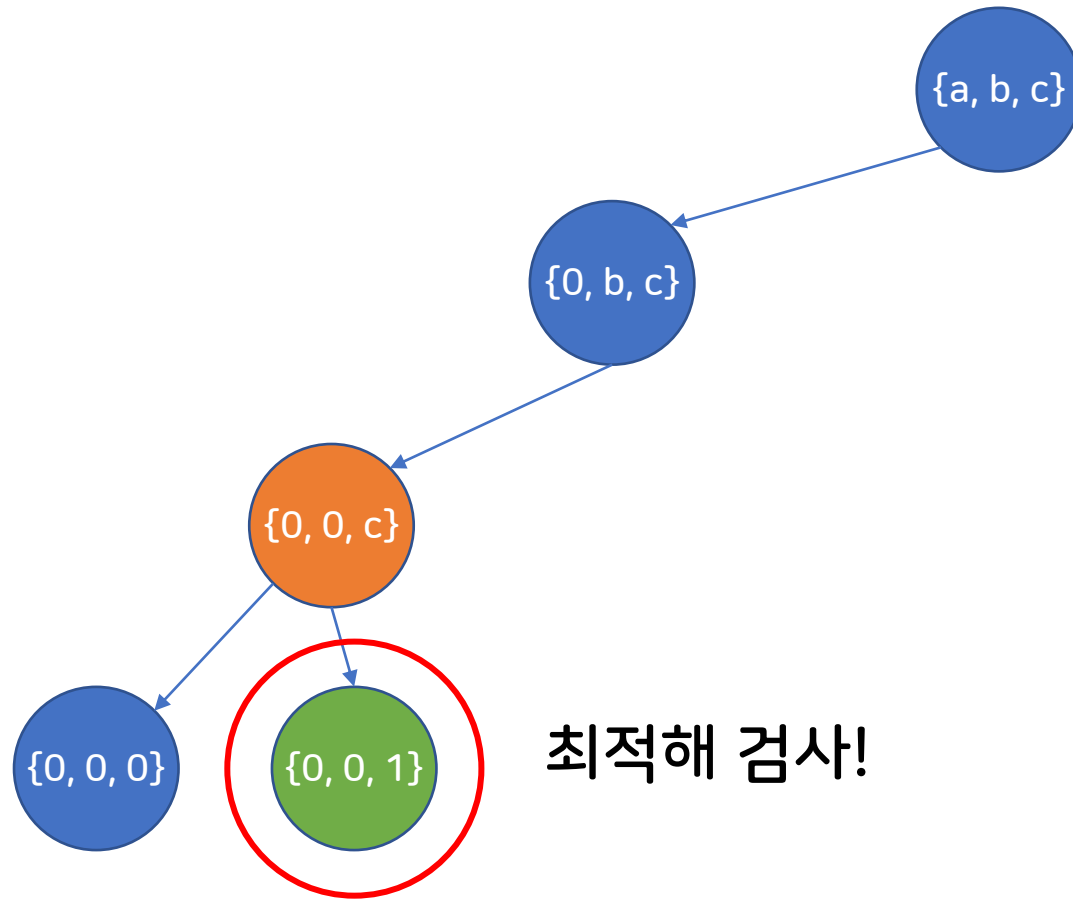 {a, b, c}
{0, b, c}
{0, 0, c}
{0, 0, 0}
{0, 0, 1}
최적해 검사!